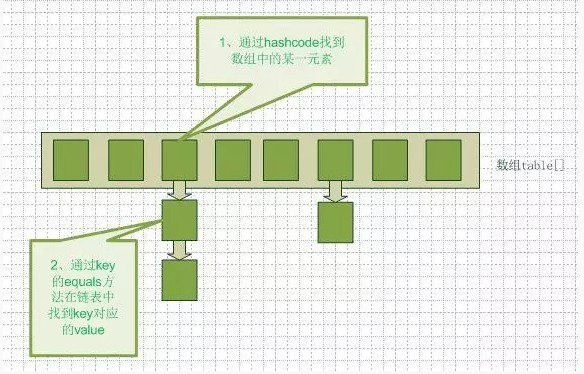 1、通过hashcode找到
数组中的某一元素
数组table[]
2、通过key
的equals方
法在链表中
找到key对应
的value